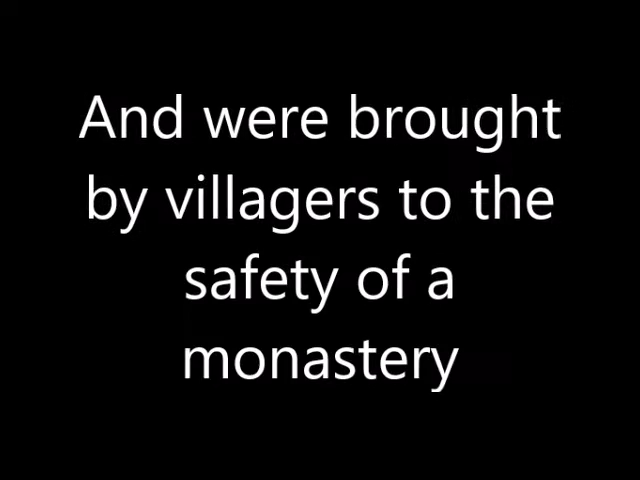 And were brought
by villagers to the
safety of a
monastery